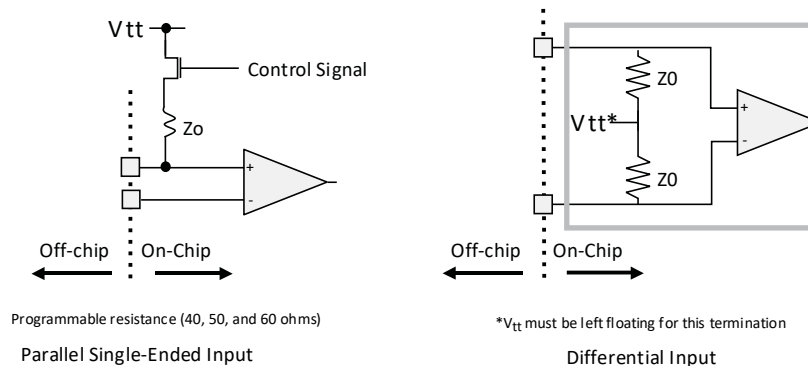 Vtt
Control Signal
Zo
+
-
Off-chip
On-Chip
Programmable resistance (40, 50, and 60 ohms)
Parallel Single-Ended Input
Z0
Vtt*
+
-
Z0
Off-chip
On-Chip
*Vtt must be left floating for this termination
Differential Input